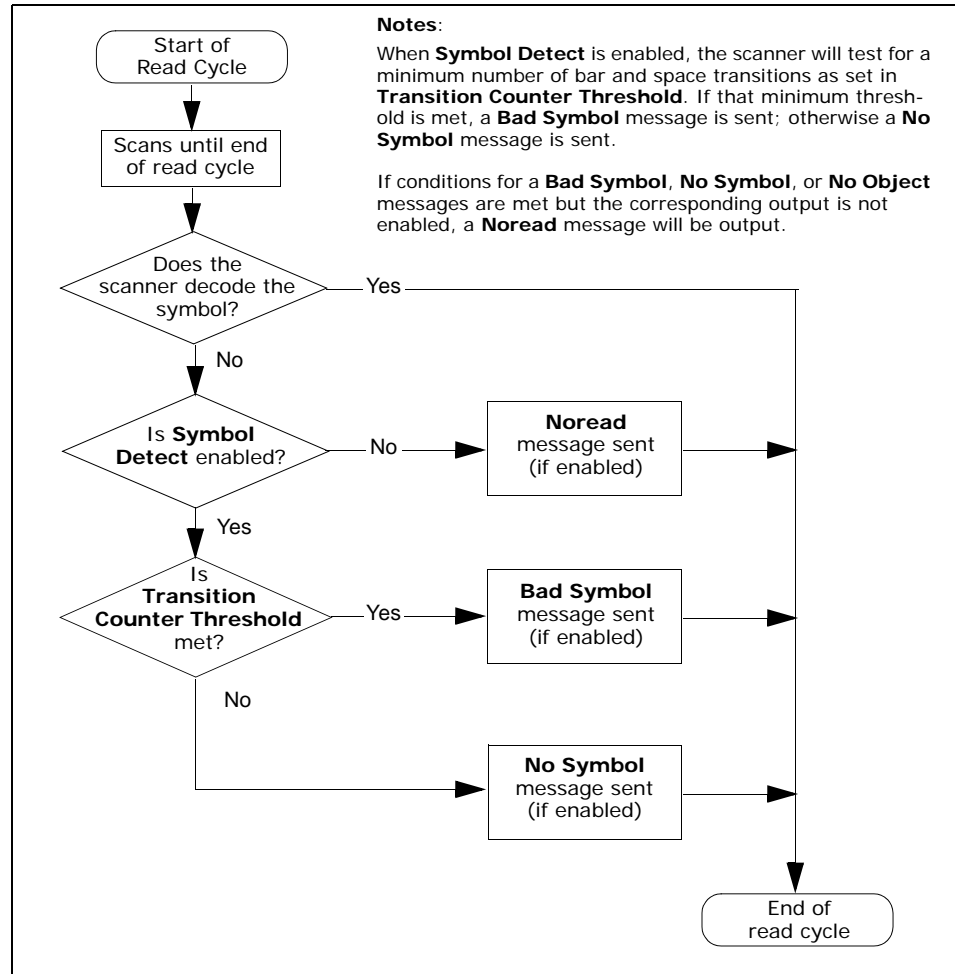 Start of
Read Cycle
Notes:
When Symbol Detect is enabled, the scanner will test for a
minimum number of bar and space transitions as set in
Transition Counter Threshold. If that minimum thresh-
old is met, a Bad Symbol message is sent; otherwise a No
Symbol message is sent.
If conditions for a Bad Symbol, No Symbol, or No Object
messages are met but the corresponding output is not
enabled, a Noread message will be output.
Scans until end
of read cycle
Does the
scanner decode the
symbol?
Yes
No
Is Symbol
Detect enabled?
No
Noread
message sent
(if enabled)
Yes
Is
Transition
Counter Threshold
met?
Yes
Bad Symbol
message sent
(if enabled)
No
No Symbol
message sent
(if enabled)
End of
read cycle